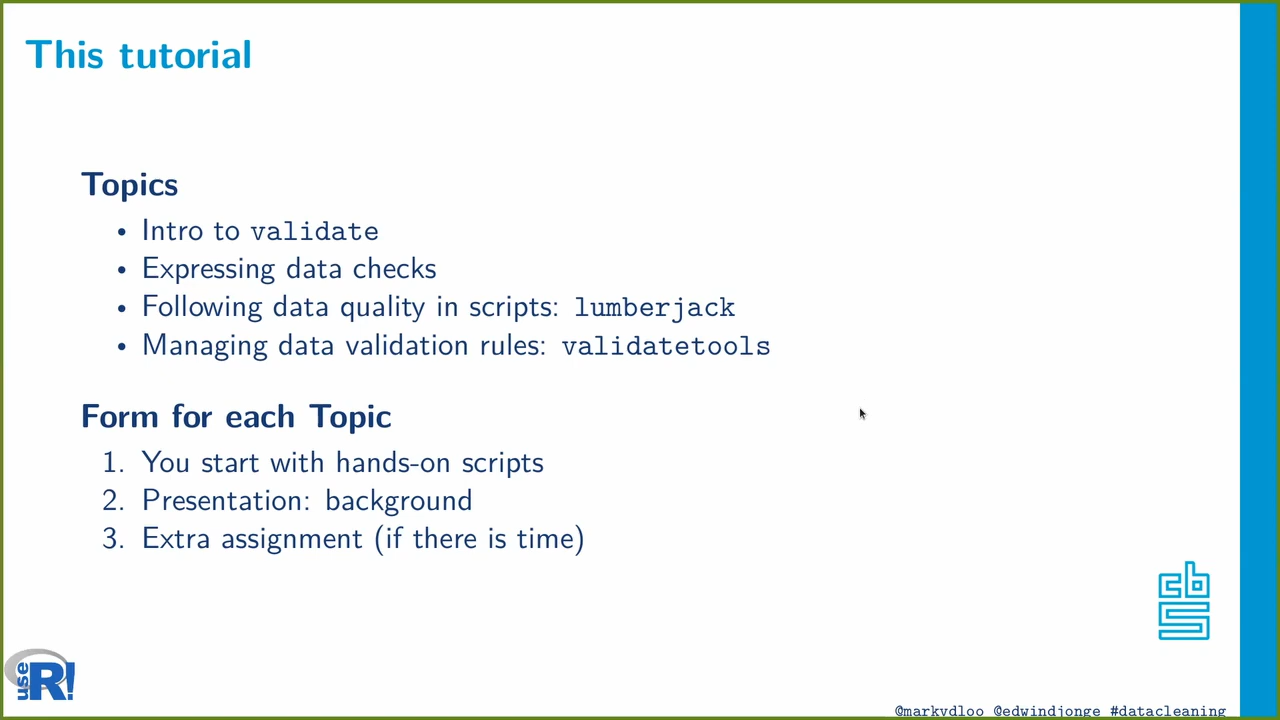 This tutorial
Topics
• Intro to validate
• Expressing data checks
• Following data quality in scripts: lumberjack
• Managing data validation rules: validatetools
Form for each Topic
1. You start with hands-on scripts
2. Presentation: background
3. Extra assignment (if there is time)
cbs
use R!
@markvdloo @edwindjonge #datacleaning